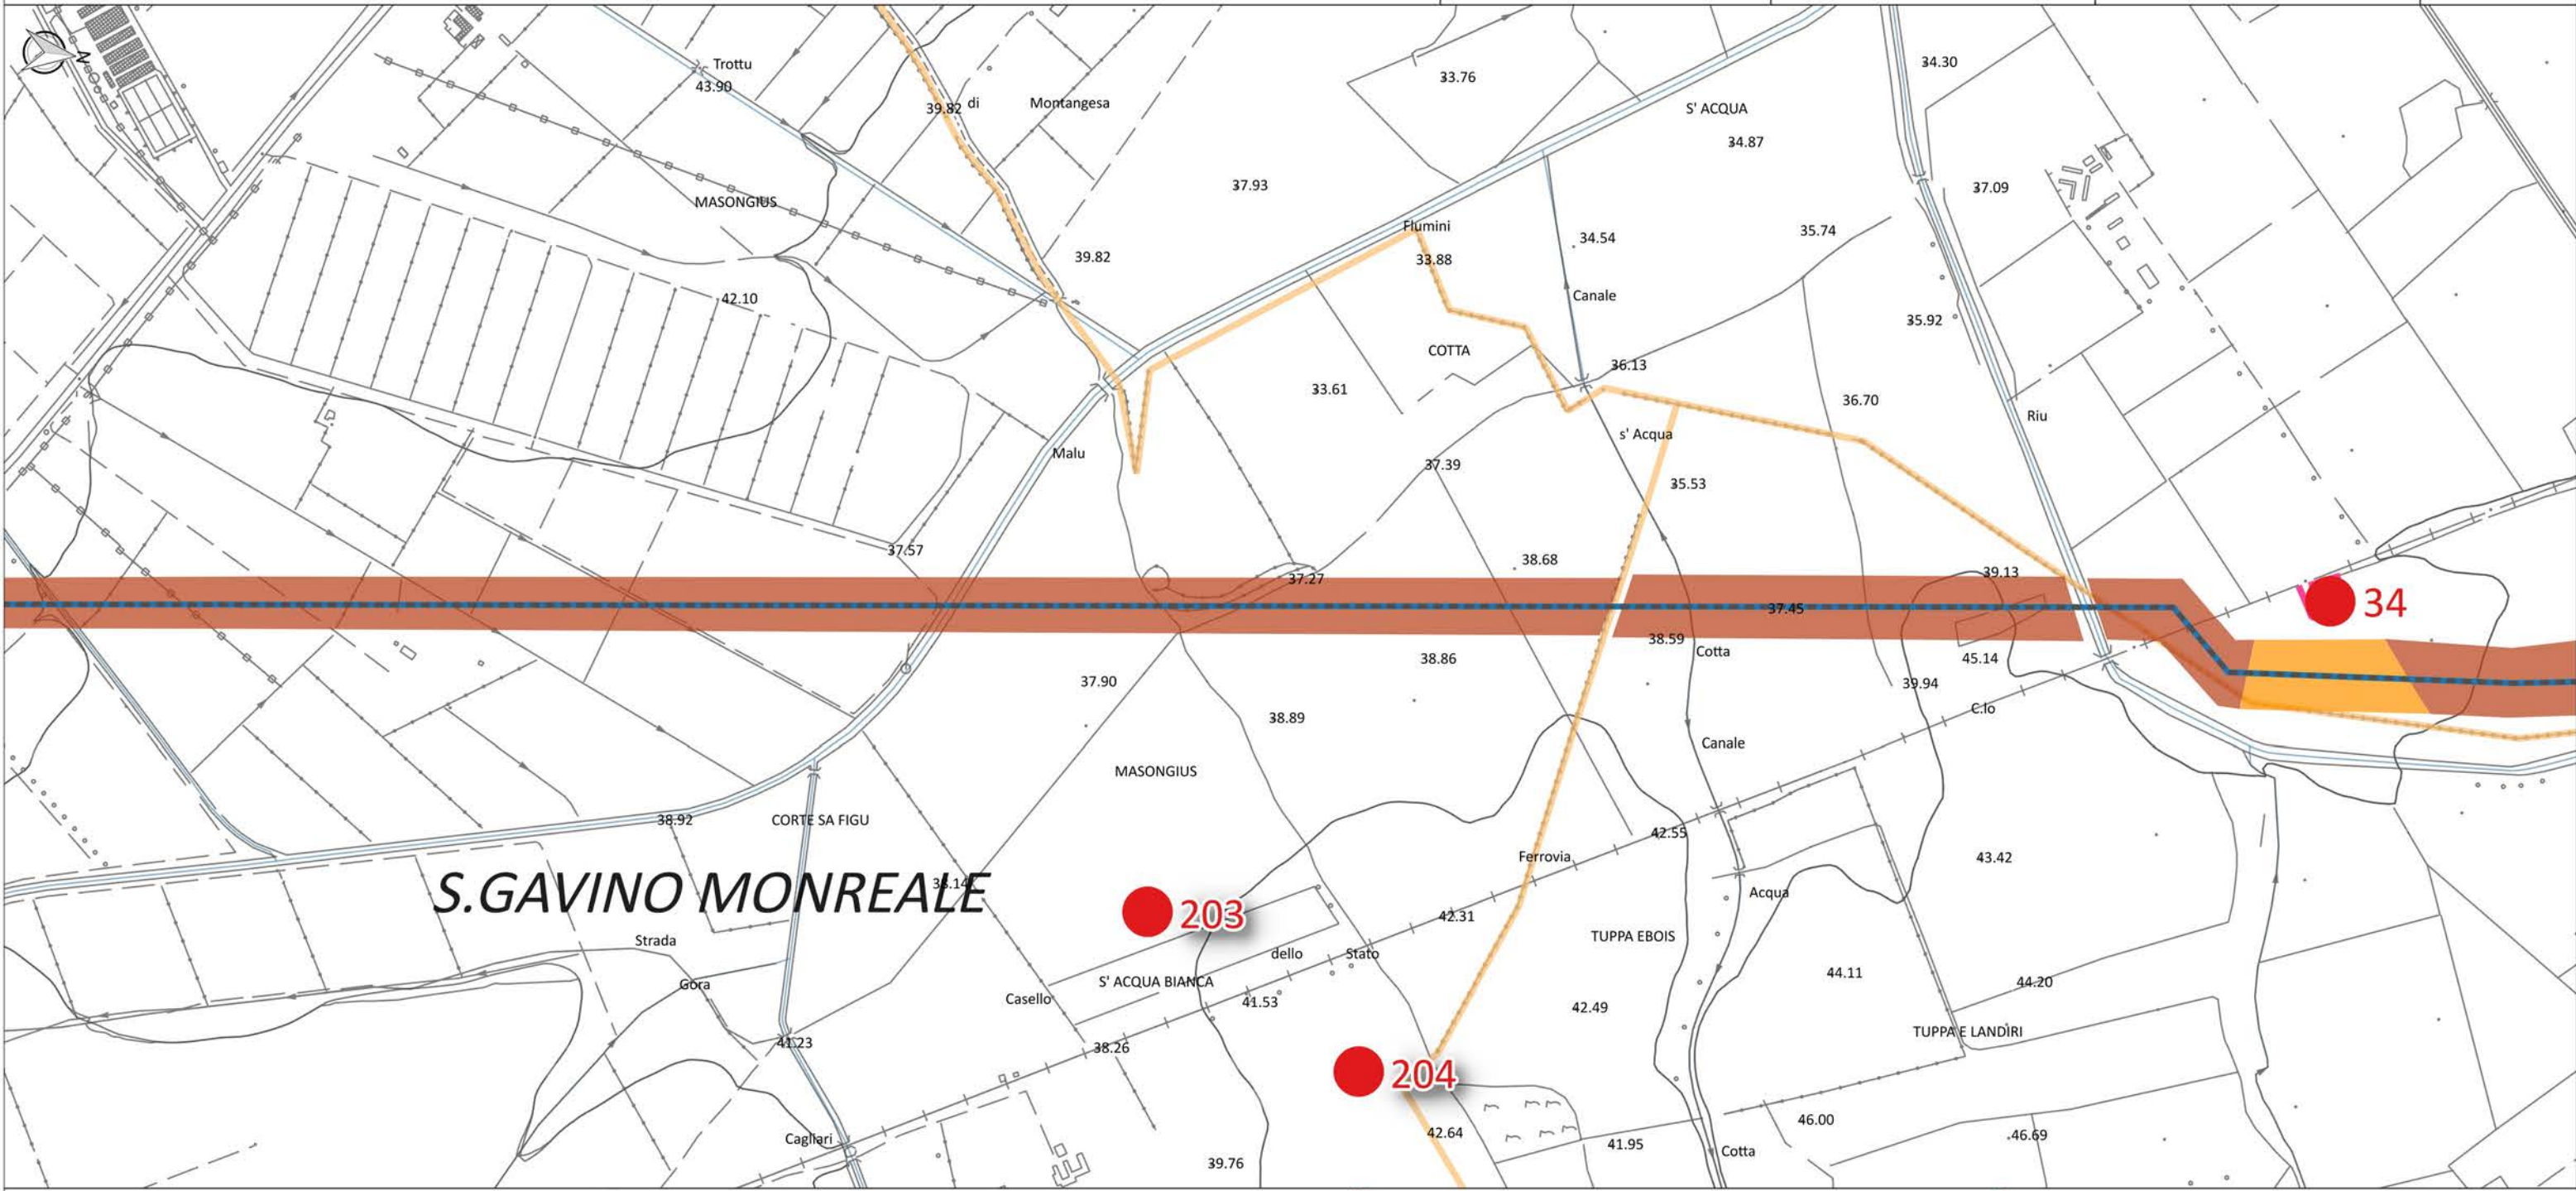 N
Trottu
43.90
39.82 di
Montangesa
33.76
34.30
S' ACQUA
34.87
MASONGIUS
37.93
37.09
Flumini
33.88
34.54
35.74
39.82
42.10
Canale
35.92
COTTA
36.13
33.61
36.70
Riu
s' Acqua
Malu
37.39
35.53
37.57
38.68
37.27
39.13
37.45
34
38.59
Cotta
38.86
45.14
37.90
39.94
C.lo
38.89
Canale
MASONGIUS
38.92
CORTE SA FIGU
42.55
Ferrovia
43.42
38.14
S.GAVINO MONREALE
Acqua
203
42.31
Strada
TUPPA EBOIS
dello
Stato
44.11
Gora
S' ACQUA BIANCA
44.20
Casello
41.53
42.49
TUPPA E LANDIRI
41.23
38.26
204
46.00
42.64
46.69
Cagliari
41.95
Cotta
39.76